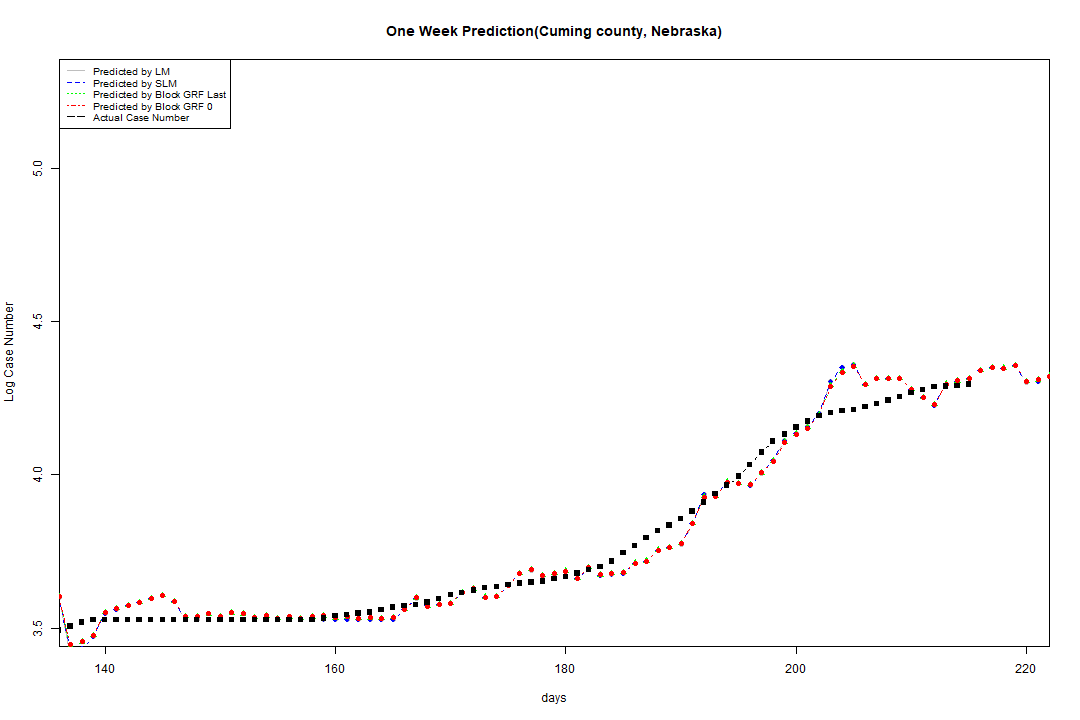 One Week Prediction(Cuming county, Nebraska)
Predicted by LM
Predicted by SLM
Predicted by Block GRF Last
Predicted by Block GRF 0
Actual Case Number
5.0
4.5
4.0
3.5
Log Case Number
140 160 180 200 220
days